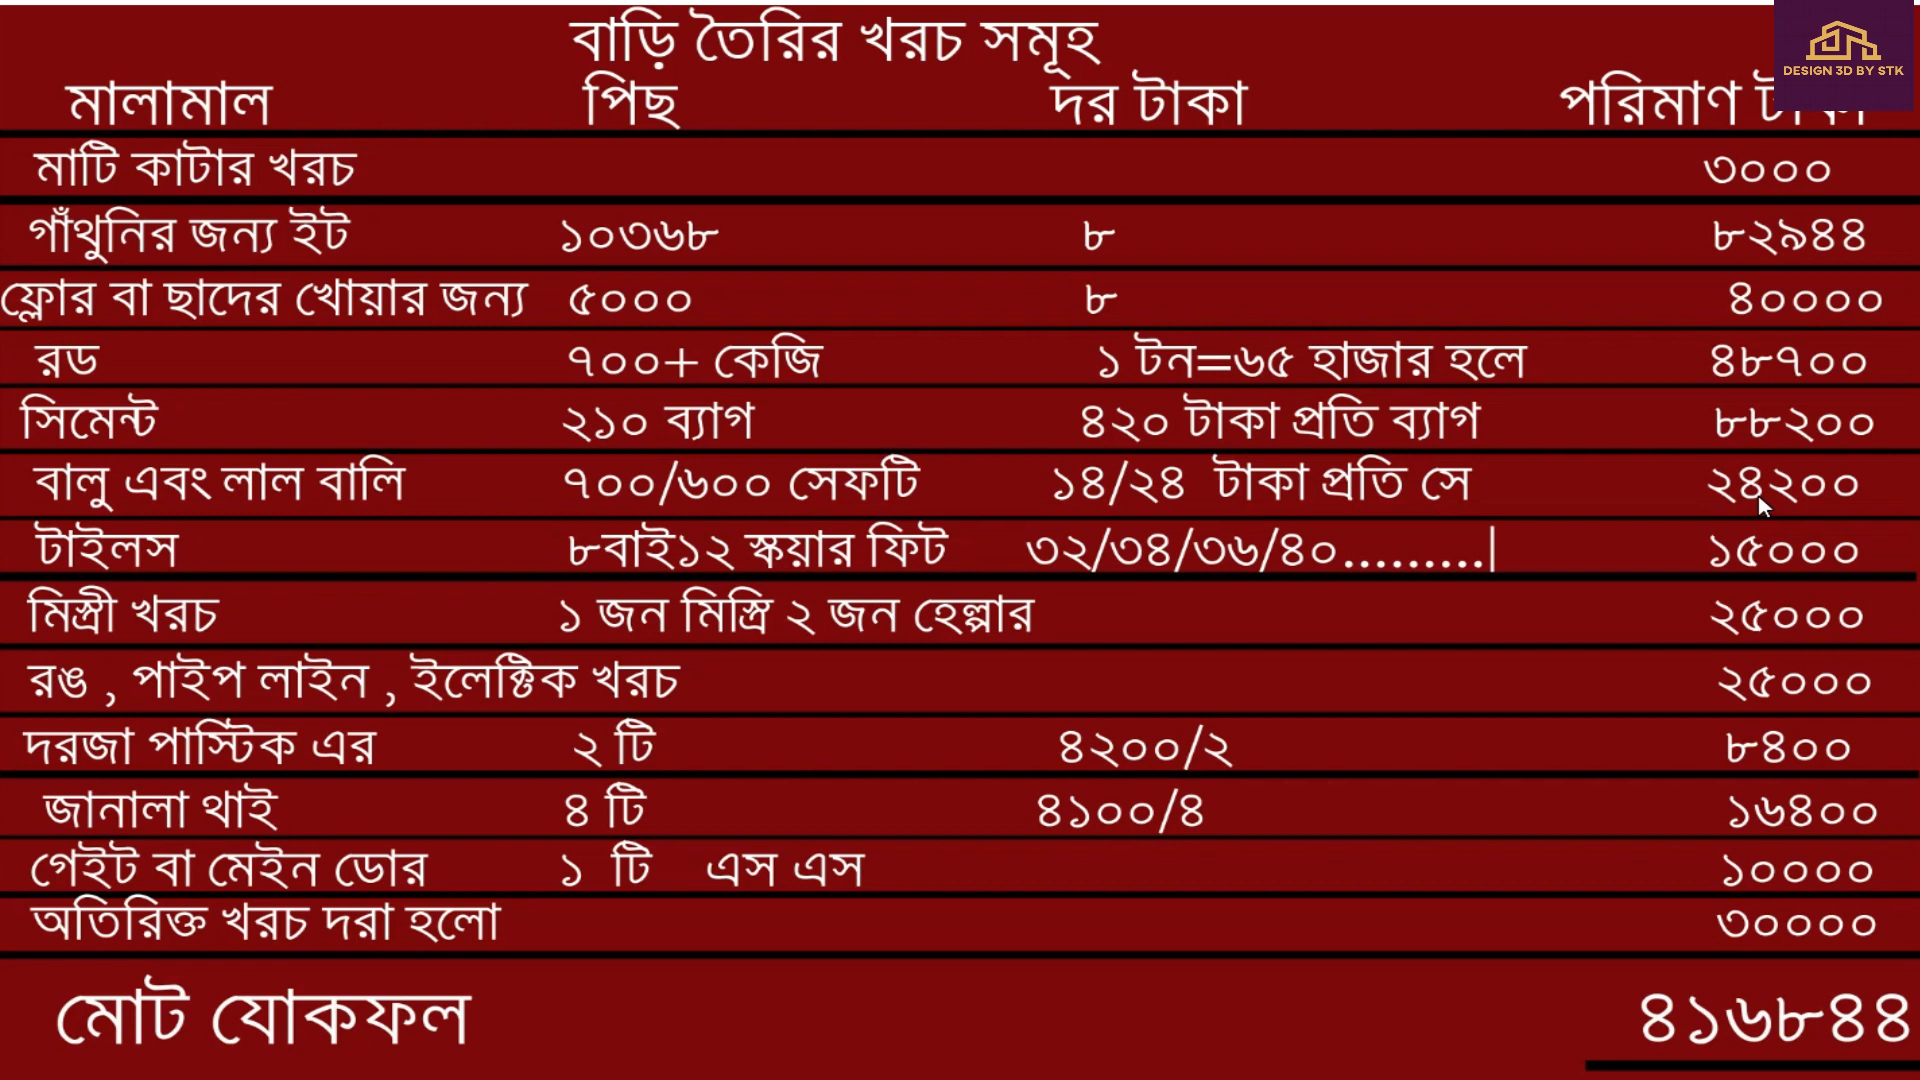 বাড়ি তৈরির খরচ সমূহ
DESIGN 3D BY STK
মালামাল পিছ দর টাকা পরিমাণ টাকা
মাটি কাটার খরচ ৩০০০
গাঁথুনির জন্য ইট ১০৩৬৮ ৮ ৮২৯৪৪
ফ্লোর বা ছাদের খোয়ার জন্য ৫০০০ ৮ ৪০০০০
রড ৭০০+ কেজি ১ টন=৬৫ হাজার হলে ৪৮৭০০
সিমেন্ট ২১০ ব্যাগ ৪২০ টাকা প্রতি ব্যাগ ৮৮২০০
বালু এবং লাল বালি ৭০০/৬০০ সেফটি ১৪/২৪ টাকা প্রতি সে ২৪২০০
টাইলস ৮বাই১২ স্কয়ার ফিট ৩২/৩৪/৩৬/৪০.........| ১৫০০০
মিস্ত্রী খরচ ১ জন মিস্ত্রি ২ জন হেল্পার ২৫০০০
রঙ , পাইপ লাইন , ইলেক্টিক খরচ ২৫০০০
দরজা পাস্টিক এর ২ টি ৪২০০/২ ৮৪০০
জানালা থাই ৪ টি ৪১০০/৪ ১৬৪০০
গেইট বা মেইন ডোর ১ টি এস এস ১০০০০
অতিরিক্ত খরচ দরা হলো ৩০০০০
মোট যোকফল ৪১৬৮৪৪